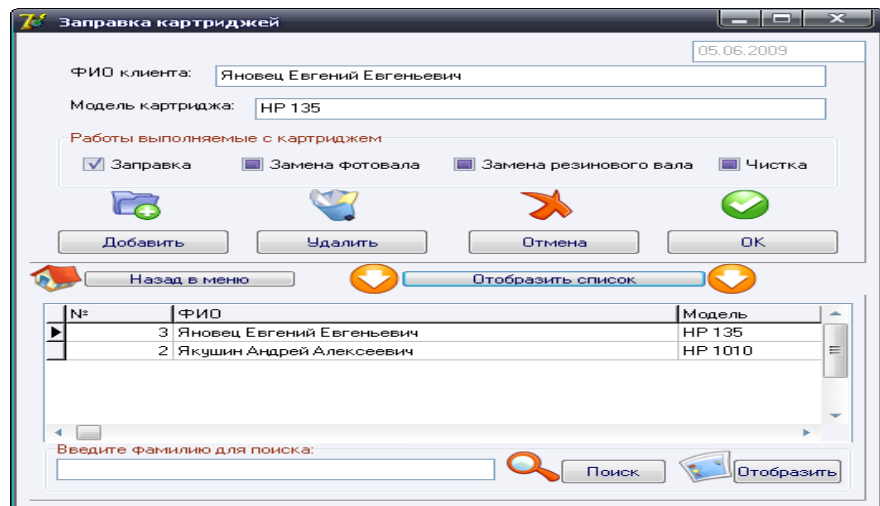 Заправка картриджей
05.06.2009
ФИО клиента: Яновец Евгений Евгеньевич
Модель картриджа: HP 135
Работы выполняемые с картриджем
Заправка Замена фотовала Замена резинового вала Чистка
Добавить Удалить Отмена OK
Назад в меню Отобразить список
№ ФИО Модель
3 Яновец Евгений Евгеньевич HP 135
2 Якушин Андрей Алексеевич HP 1010
Введите фамилию для поиска:
Поиск Отобразить